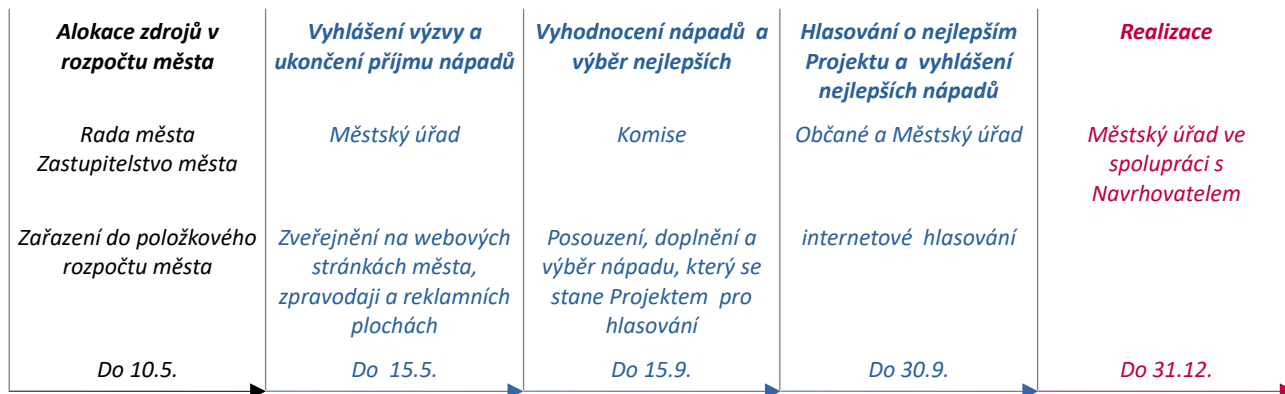 Alokace zdrojů v
rozpočtu města
Rada města
Zastupitelstvo města
Zařazení do položkového
rozpočtu města
Do 10.5.
Vyhlášení výzvy a
ukončení příjmu nápadů
Městský úřad
Zveřejnění na webových
stránkách města,
zpravodaji a reklamních
plochách
Do 15.5.
Vyhodnocení nápadů a
výběr nejlepších
Komise
Posouzení, doplnění a
výběr nápadu, který se
stane Projektem pro
hlasování
Do 15.9.
Hlasování o nejlepším
Projektu a vyhlášení
nejlepších nápadů
Občané a Městský úřad
internetové hlasování
Do 30.9.
Realizace
Městský úřad ve
spolupráci s
Navrhovatelem
Do 31.12.